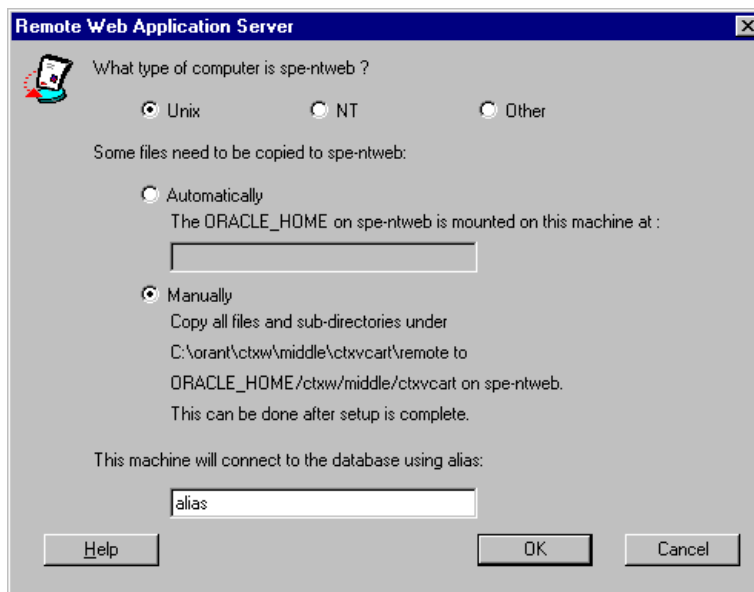 Remote Web Application Server
What type of computer is spe-ntweb ?
Unix NT Other
Some files need to be copied to spe-ntweb:
Automatically
The ORACLE_HOME on spe-ntweb is mounted on this machine at :
Manually
Copy all files and sub-directories under
C:\orant\ctxw\middle\ctxvcart\remote to
ORACLE_HOME/ctxw/middle/ctxvcart on spe-ntweb.
This can be done after setup is complete.
This machine will connect to the database using alias:
alias
Help OK Cancel